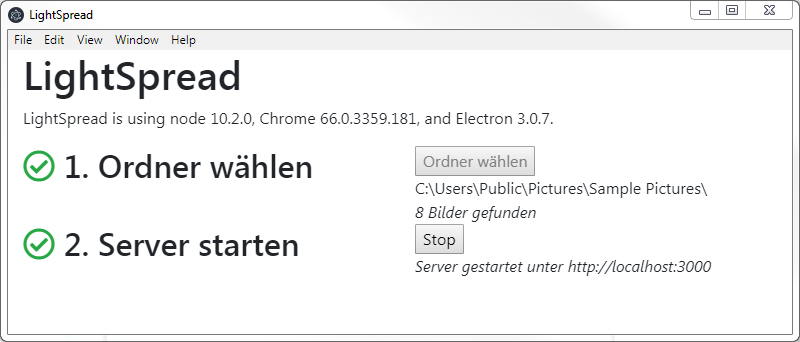 LightSpread
File Edit View Window Help
LightSpread
LightSpread is using node 10.2.0, Chrome 66.0.3359.181, and Electron 3.0.7.
1. Ordner wählen
Ordner wählen
C:\Users\Public\Pictures\Sample Pictures\
8 Bilder gefunden
2. Server starten
Stop
Server gestartet unter http://localhost:3000